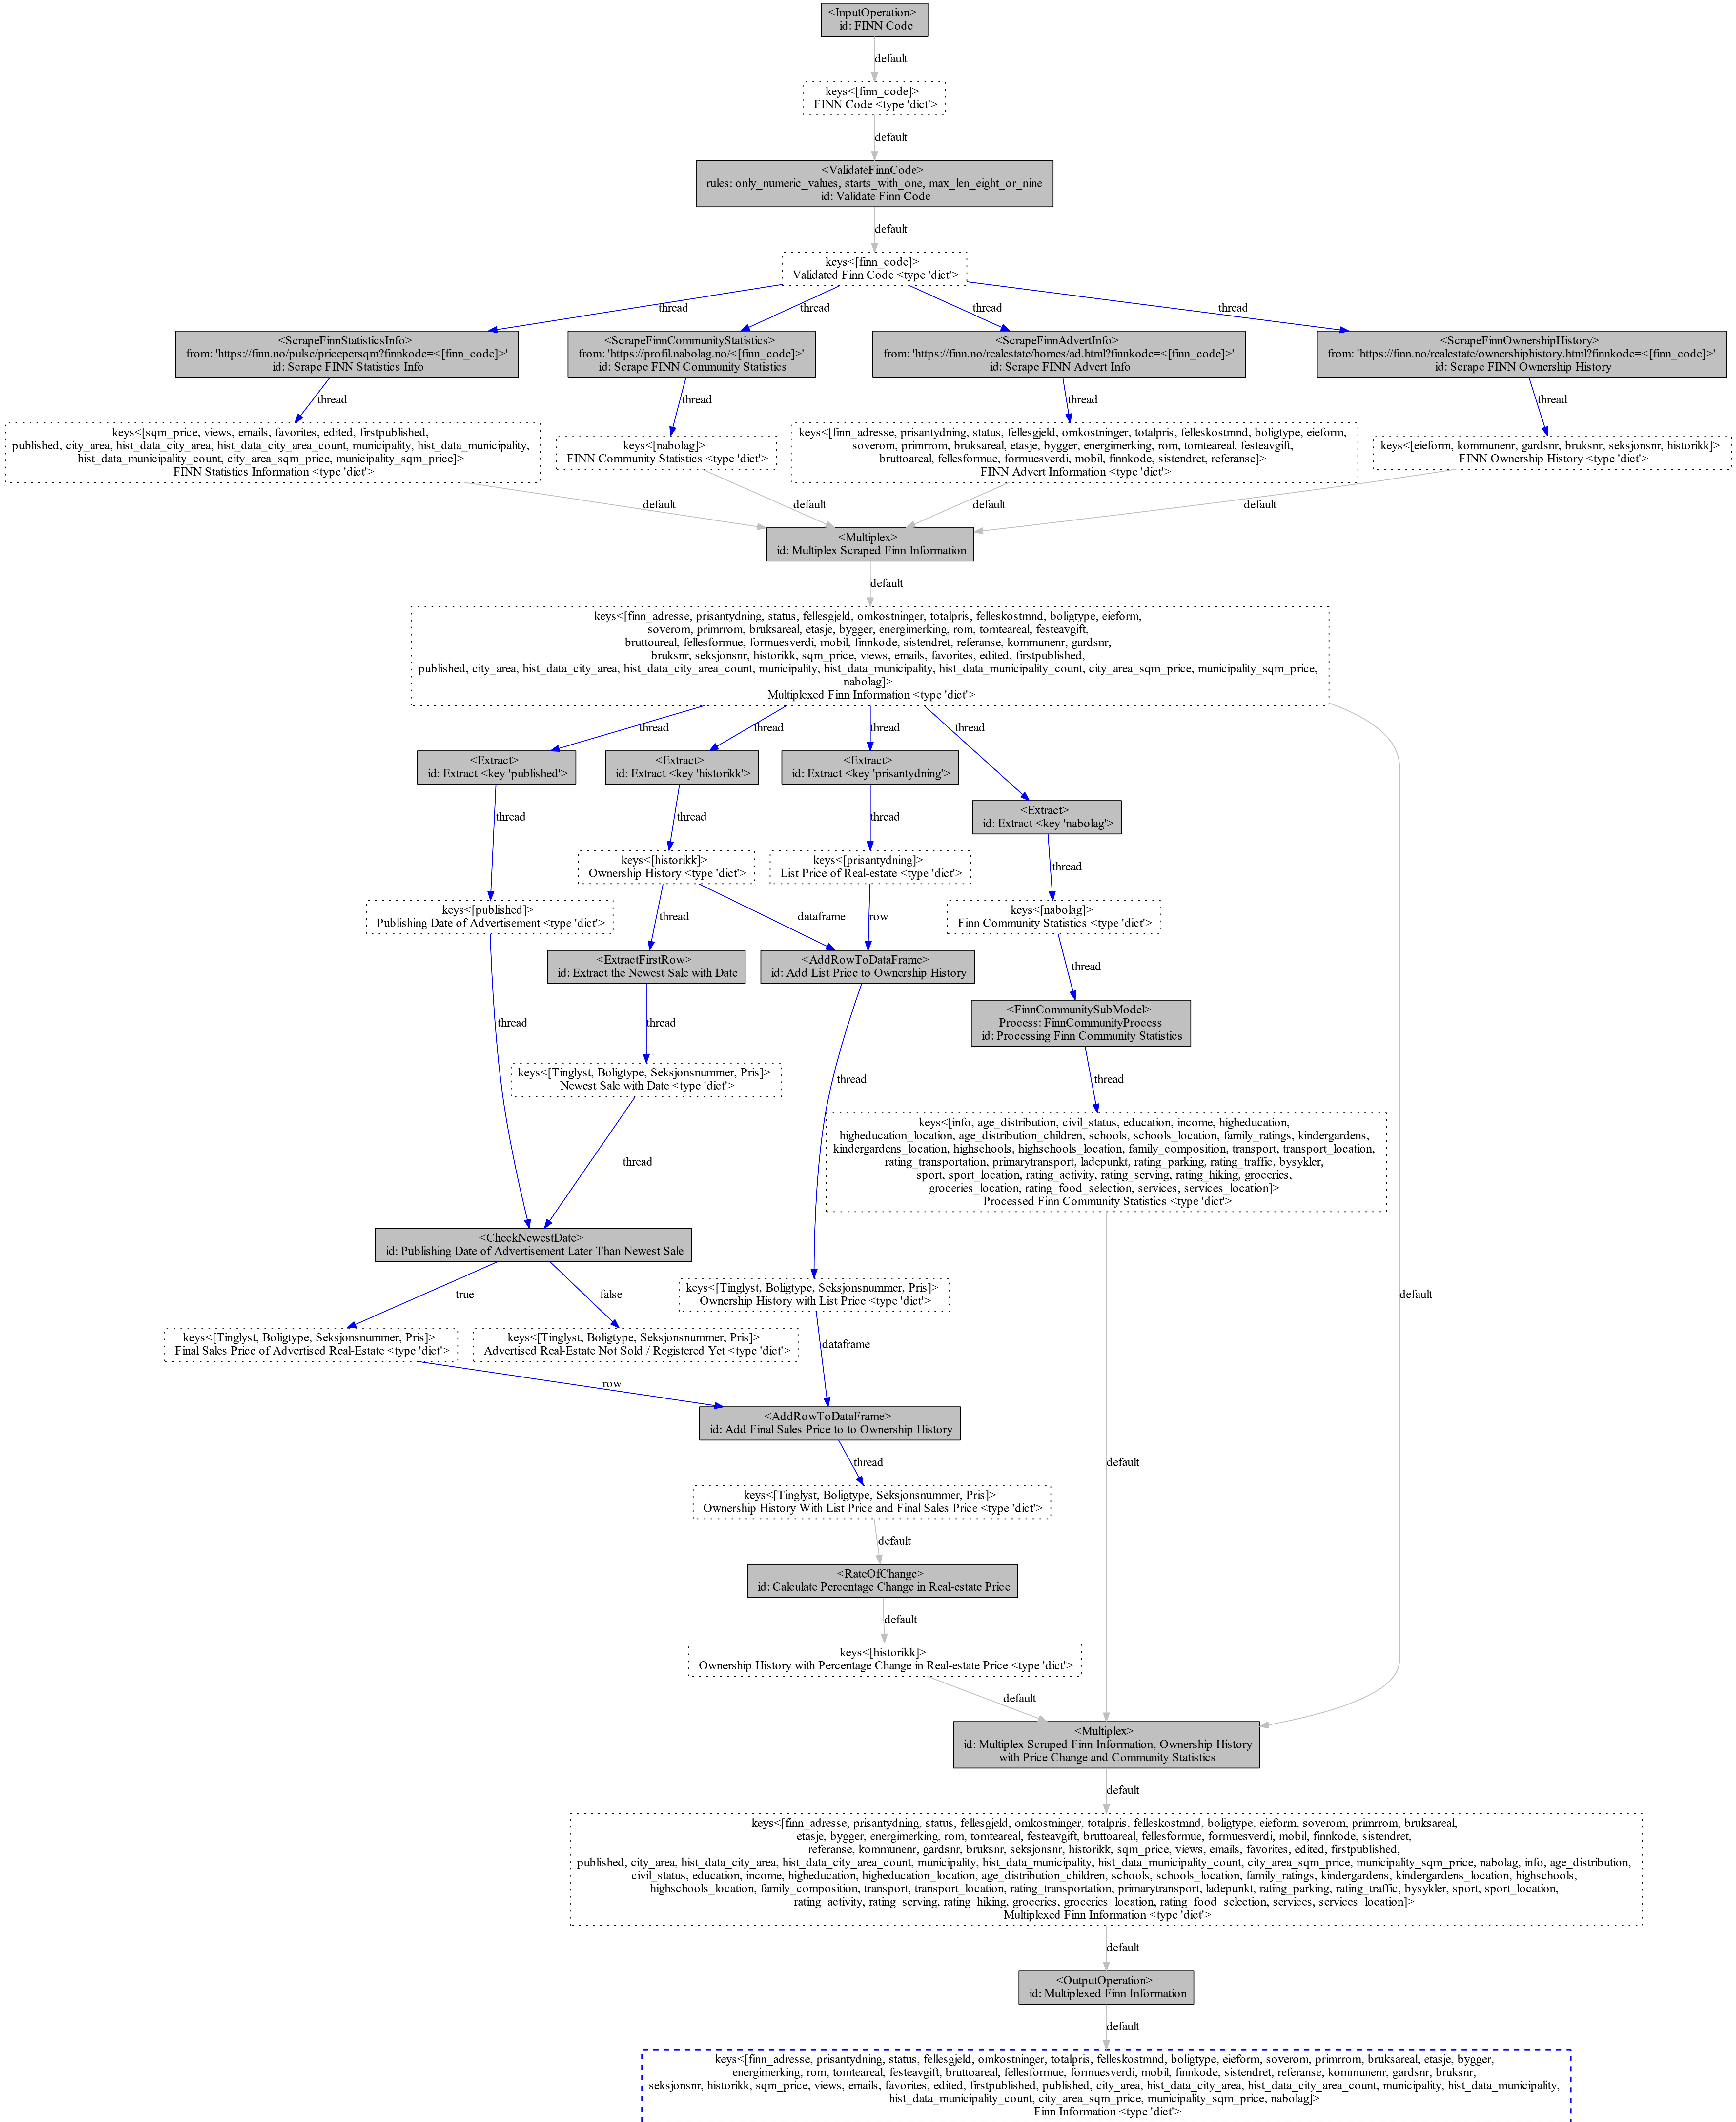 <InputOperation>
id: FINN Code
default
keys<[finn_code]>
FINN Code <type 'dict'>
default
<ValidateFinnCode>
rules: only_numeric_values, starts_with_one, max_len_eight_or_nine
id: Validate Finn Code
default
keys<[finn_code]>
Validated Finn Code <type 'dict'>
thread
thread
thread
thread
<ScrapeFinnStatisticsInfo>
from: 'https://finn.no/pulse/pricepersqm?finnkode=<[finn_code]>'
id: Scrape FINN Statistics Info
<ScrapeFinnCommunityStatistics>
from: 'https://profil.nabolag.no/<[finn_code]>'
id: Scrape FINN Community Statistics
<ScrapeFinnAdvertInfo>
from: 'https://finn.no/realestate/homes/ad.html?finnkode=<[finn_code]>'
id: Scrape FINN Advert Info
<ScrapeFinnOwnershipHistory>
from: 'https://finn.no/realestate/ownershiphistory.html?finnkode=<[finn_code]>'
id: Scrape FINN Ownership History
thread
thread
thread
thread
keys<[sqm_price, views, emails, favorites, edited, firstpublished,
published, city_area, hist_data_city_area, hist_data_city_area_count, municipality, hist_data_municipality,
hist_data_municipality_count, city_area_sqm_price, municipality_sqm_price]>
FINN Statistics Information <type 'dict'>
keys<[nabolag]>
FINN Community Statistics <type 'dict'>
keys<[finn_adresse, prisantydning, status, fellesgjeld, omkostninger, totalpris, felleskostmnd, boligtype, eieform,
soverom, primrrom, bruksareal, etasje, bygger, energimerking, rom, tomteareal, festeavgift,
bruttoareal, fellesformue, formuesverdi, mobil, finnkode, sistendret, referanse]>
FINN Advert Information <type 'dict'>
keys<[eieform, kommunenr, gardsnr, bruksnr, seksjonsnr, historikk]>
FINN Ownership History <type 'dict'>
default
default
default
default
<Multiplex>
id: Multiplex Scraped Finn Information
default
keys<[finn_adresse, prisantydning, status, fellesgjeld, omkostninger, totalpris, felleskostmnd, boligtype, eieform,
soverom, primrrom, bruksareal, etasje, bygger, energimerking, rom, tomteareal, festeavgift,
bruttoareal, fellesformue, formuesverdi, mobil, finnkode, sistendret, referanse, kommunenr, gardsnr,
bruksnr, seksjonsnr, historikk, sqm_price, views, emails, favorites, edited, firstpublished,
published, city_area, hist_data_city_area, hist_data_city_area_count, municipality, hist_data_municipality, hist_data_municipality_count, city_area_sqm_price, municipality_sqm_price,
nabolag]>
Multiplexed Finn Information <type 'dict'>
thread
thread
thread
thread
<Extract>
id: Extract <key 'published'>
<Extract>
id: Extract <key 'historikk'>
<Extract>
id: Extract <key 'prisantydning'>
<Extract>
id: Extract <key 'nabolag'>
thread
thread
thread
thread
keys<[historikk]>
Ownership History <type 'dict'>
keys<[prisantydning]>
List Price of Real-estate <type 'dict'>
keys<[published]>
Publishing Date of Advertisement <type 'dict'>
keys<[nabolag]>
Finn Community Statistics <type 'dict'>
thread
dataframe
row
thread
<ExtractFirstRow>
id: Extract the Newest Sale with Date
<AddRowToDataFrame>
id: Add List Price to Ownership History
<FinnCommunitySubModel>
Process: FinnCommunityProcess
id: Processing Finn Community Statistics
thread
thread
thread
thread
keys<[Tinglyst, Boligtype, Seksjonsnummer, Pris]>
Newest Sale with Date <type 'dict'>
keys<[info, age_distribution, civil_status, education, income, higheducation,
higheducation_location, age_distribution_children, schools, schools_location, family_ratings, kindergardens,
kindergardens_location, highschools, highschools_location, family_composition, transport, transport_location,
rating_transportation, primarytransport, ladepunkt, rating_parking, rating_traffic, bysykler,
sport, sport_location, rating_activity, rating_serving, rating_hiking, groceries,
groceries_location, rating_food_selection, services, services_location]>
Processed Finn Community Statistics <type 'dict'>
thread
<CheckNewestDate>
id: Publishing Date of Advertisement Later Than Newest Sale
true
false
keys<[Tinglyst, Boligtype, Seksjonsnummer, Pris]>
Ownership History with List Price <type 'dict'>
default
keys<[Tinglyst, Boligtype, Seksjonsnummer, Pris]>
Final Sales Price of Advertised Real-Estate <type 'dict'>
keys<[Tinglyst, Boligtype, Seksjonsnummer, Pris]>
Advertised Real-Estate Not Sold / Registered Yet <type 'dict'>
dataframe
row
<AddRowToDataFrame>
id: Add Final Sales Price to to Ownership History
thread
default
keys<[Tinglyst, Boligtype, Seksjonsnummer, Pris]>
Ownership History With List Price and Final Sales Price <type 'dict'>
default
<RateOfChange>
id: Calculate Percentage Change in Real-estate Price
default
keys<[historikk]>
Ownership History with Percentage Change in Real-estate Price <type 'dict'>
default
<Multiplex>
id: Multiplex Scraped Finn Information, Ownership History
with Price Change and Community Statistics
default
keys<[finn_adresse, prisantydning, status, fellesgjeld, omkostninger, totalpris, felleskostmnd, boligtype, eieform, soverom, primrrom, bruksareal,
etasje, bygger, energimerking, rom, tomteareal, festeavgift, bruttoareal, fellesformue, formuesverdi, mobil, finnkode, sistendret,
referanse, kommunenr, gardsnr, bruksnr, seksjonsnr, historikk, sqm_price, views, emails, favorites, edited, firstpublished,
published, city_area, hist_data_city_area, hist_data_city_area_count, municipality, hist_data_municipality, hist_data_municipality_count, city_area_sqm_price, municipality_sqm_price, nabolag, info, age_distribution,
civil_status, education, income, higheducation, higheducation_location, age_distribution_children, schools, schools_location, family_ratings, kindergardens, kindergardens_location, highschools,
highschools_location, family_composition, transport, transport_location, rating_transportation, primarytransport, ladepunkt, rating_parking, rating_traffic, bysykler, sport, sport_location,
rating_activity, rating_serving, rating_hiking, groceries, groceries_location, rating_food_selection, services, services_location]>
Multiplexed Finn Information <type 'dict'>
default
<OutputOperation>
id: Multiplexed Finn Information
default
keys<[finn_adresse, prisantydning, status, fellesgjeld, omkostninger, totalpris, felleskostmnd, boligtype, eieform, soverom, primrrom, bruksareal, etasje, bygger,
energimerking, rom, tomteareal, festeavgift, bruttoareal, fellesformue, formuesverdi, mobil, finnkode, sistendret, referanse, kommunenr, gardsnr, bruksnr,
seksjonsnr, historikk, sqm_price, views, emails, favorites, edited, firstpublished, published, city_area, hist_data_city_area, hist_data_city_area_count, municipality, hist_data_municipality,
hist_data_municipality_count, city_area_sqm_price, municipality_sqm_price, nabolag]>
Finn Information <type 'dict'>